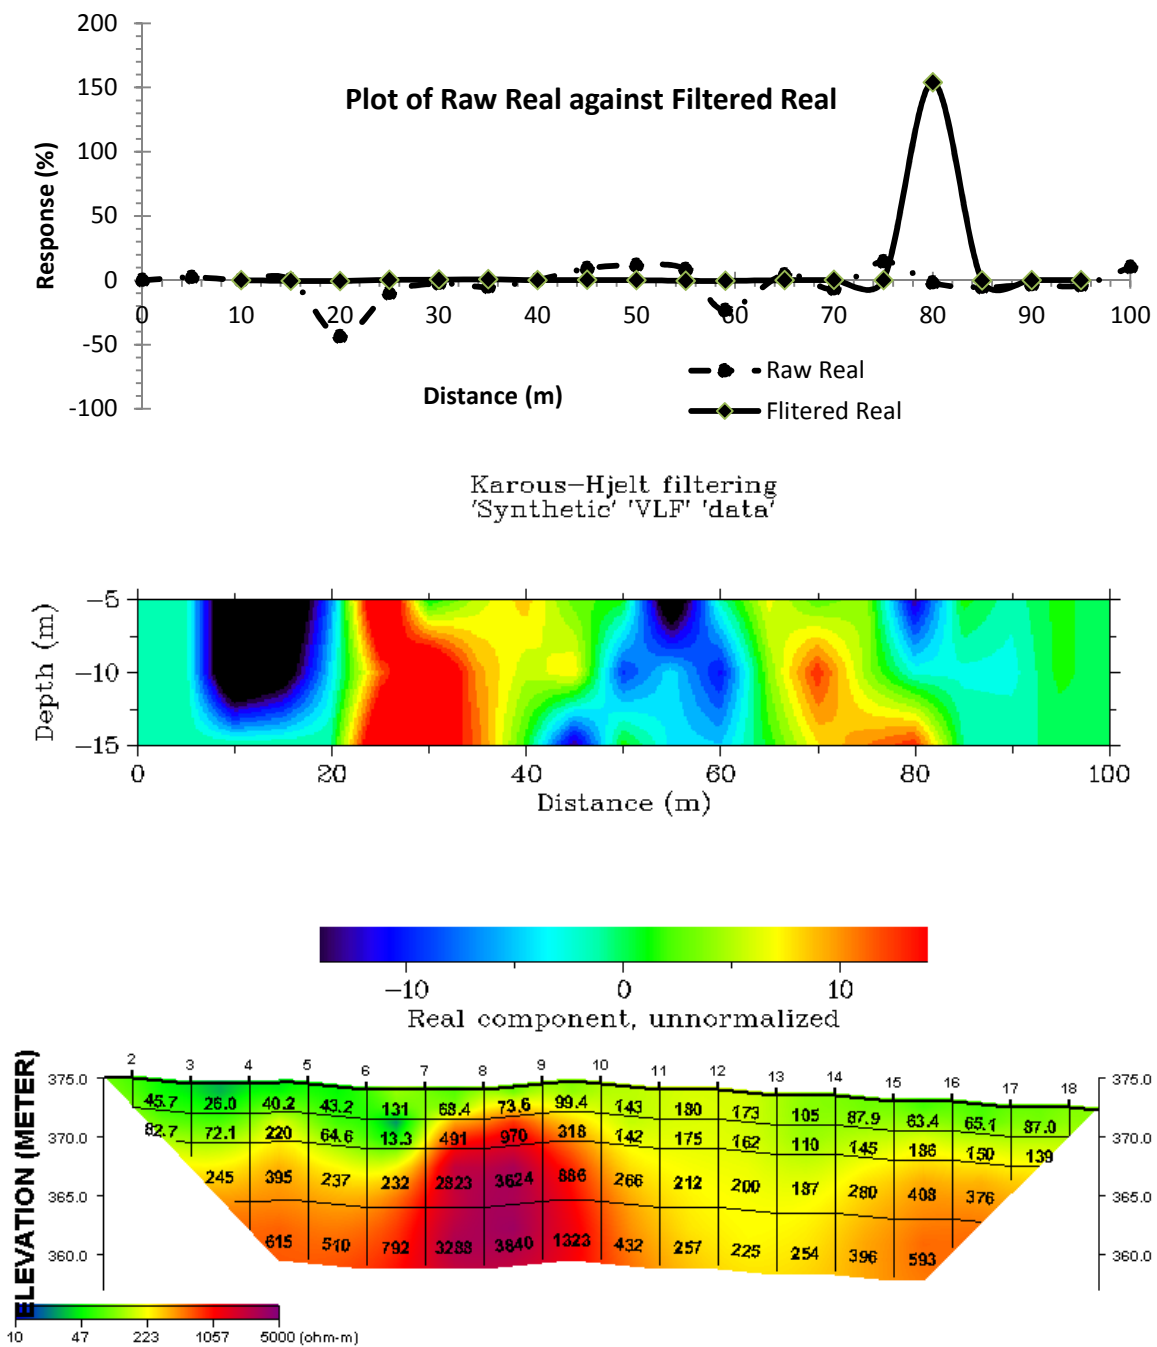 200
150
Plot of Raw Real against Filtered Real
100
50
0
-50
-100
Response (%)
0 10 20 30 40 50 60 70 80 90 100
Distance (m)
Raw Real
Flitered Real
Karous-Hjelt filtering
'Synthetic' 'VLF' 'data'
Depth (m)
-5
-10
-15
0 20 40 60 80 100
Distance (m)
-10 0 10
Real component, unnormalized
ELEVATION (METER)
2 3 4 5 6 7 8 9 10 11 12 13 14 15 16 17 18
375.0 375.0
45.7 26.0 40.2 43.2 131 68.4 73.6 99.4 143 180 173 105 87.9 63.4 65.1 87.0
370.0 370.0
82.7 72.1 220 64.6 13.3 491 970 318 142 175 162 110 145 186 150 139
365.0 365.0
245 395 237 232 2823 3624 886 266 212 200 187 280 408 376
360.0 360.0
615 510 792 3288 3840 1323 432 257 225 254 396 593
10 47 223 1057 5000 (ohm-m)